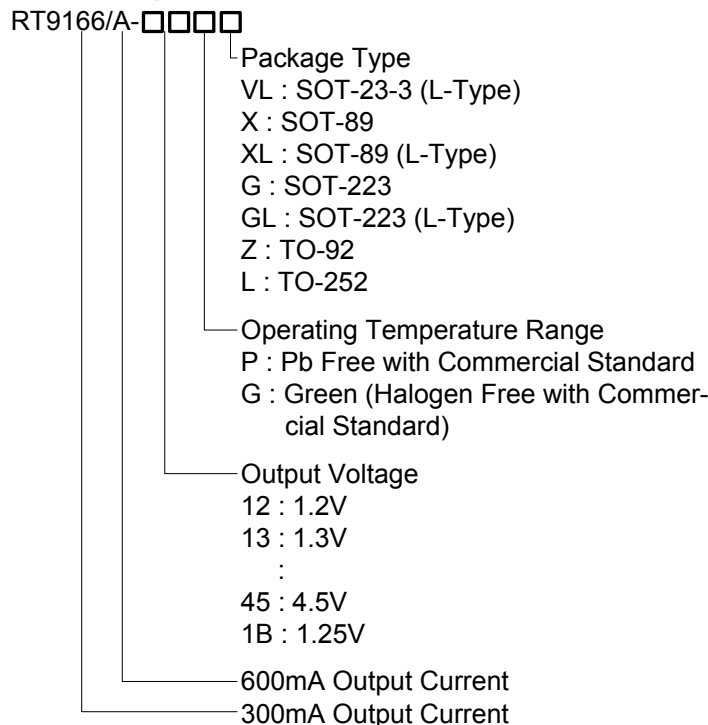 RT9166/A-□□□□
Package Type
VL : SOT-23-3 (L-Type)
X : SOT-89
XL : SOT-89 (L-Type)
G : SOT-223
GL : SOT-223 (L-Type)
Z : TO-92
L : TO-252
Operating Temperature Range
P : Pb Free with Commercial Standard
G : Green (Halogen Free with Commer-
cial Standard)
Output Voltage
12 : 1.2V
13 : 1.3V
:
45 : 4.5V
1B : 1.25V
600mA Output Current
300mA Output Current